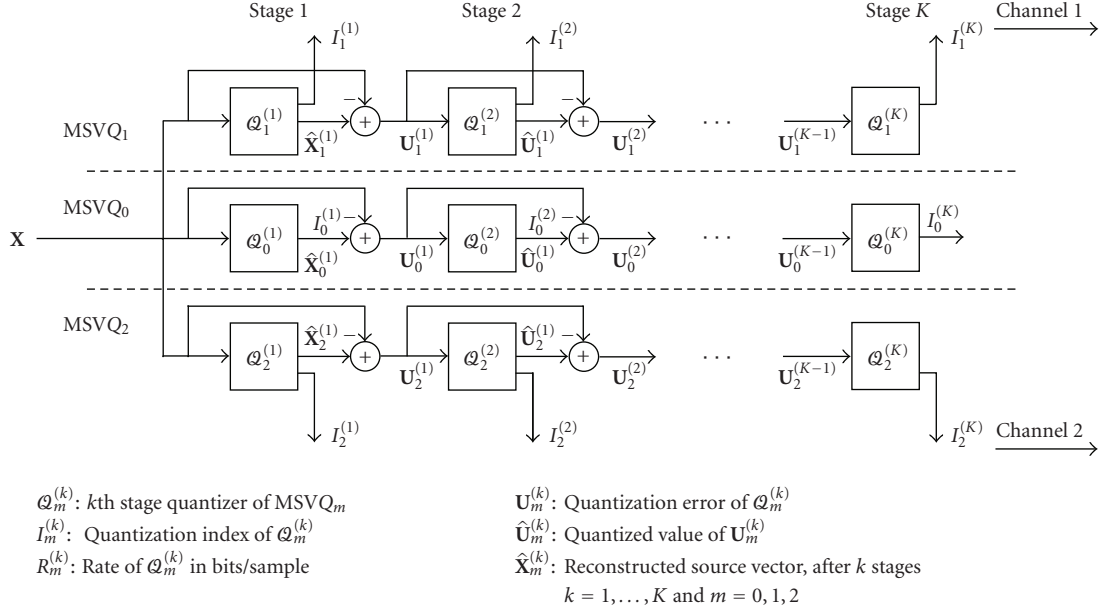 Stage 1 Stage 2 Stage K Channel 1
I_1^{(1)} I_1^{(2)} I_1^{(K)}
MSVQ_1 𝒬_1^{(1)} − + 𝒬_1^{(2)} − + · · · 𝒬_1^{(K)}
X̂_1^{(1)} U_1^{(1)} Û_1^{(1)} U_1^{(2)} U_1^{(K−1)}
MSVQ_0
X 𝒬_0^{(1)} I_0^{(1)} − + 𝒬_0^{(2)} I_0^{(2)} − + · · · 𝒬_0^{(K)} I_0^{(K)}
X̂_0^{(1)} U_0^{(1)} Û_0^{(1)} U_0^{(2)} U_0^{(K−1)}
MSVQ_2
𝒬_2^{(1)} X̂_2^{(1)} − + 𝒬_2^{(2)} Û_2^{(1)} − + · · · 𝒬_2^{(K)}
U_2^{(1)} U_2^{(2)} U_2^{(K−1)}
I_2^{(1)} I_2^{(2)} I_2^{(K)} Channel 2
𝒬_m^{(k)}: kth stage quantizer of MSVQ_m
I_m^{(k)}: Quantization index of 𝒬_m^{(k)}
R_m^{(k)}: Rate of 𝒬_m^{(k)} in bits/sample
U_m^{(k)}: Quantization error of 𝒬_m^{(k)}
Û_m^{(k)}: Quantized value of U_m^{(k)}
X̂_m^{(k)}: Reconstructed source vector, after k stages
k = 1, . . . , K and m = 0, 1, 2